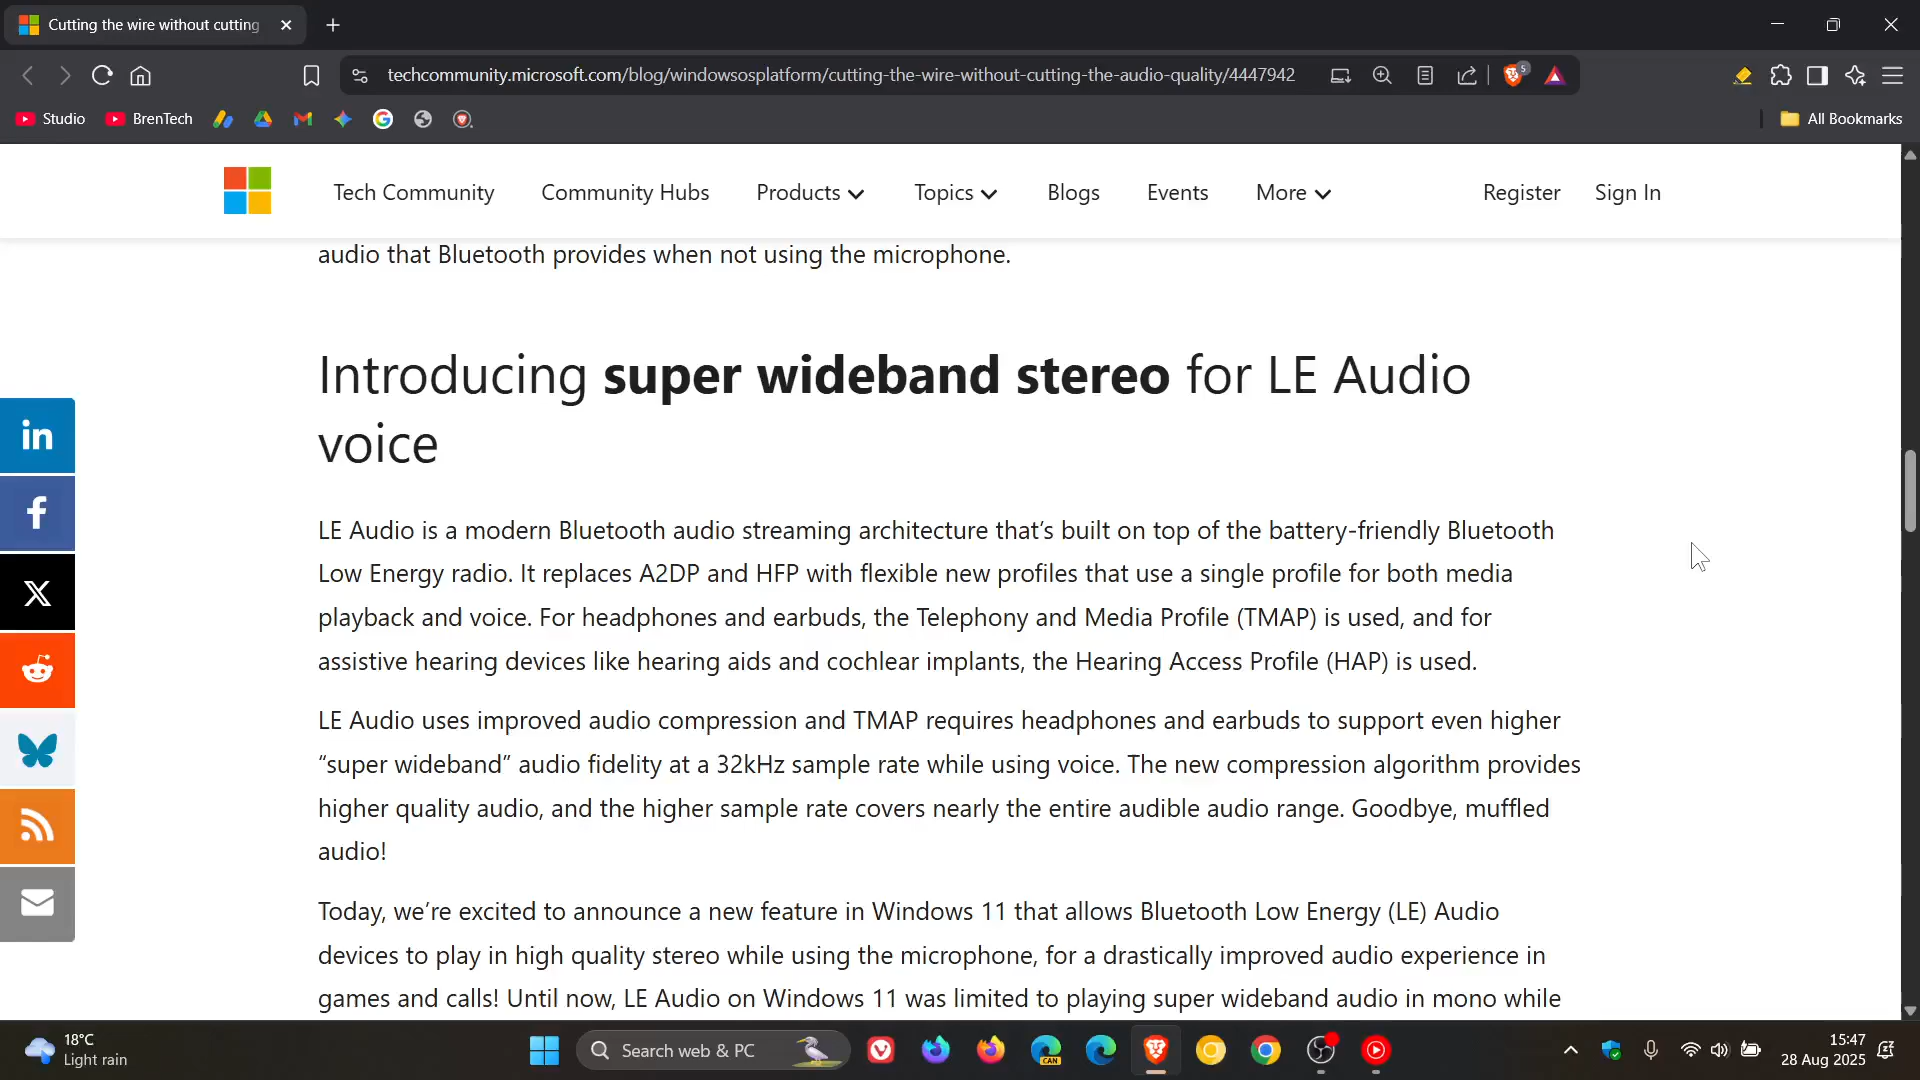 Cutting the wire without cutting
techcommunity.microsoft.com/blog/windowsosplatform/cutting-the-wire-without-cutting-the-audio-quality/4447942
5
Studio
BrenTech
All Bookmarks
Tech Community
Community Hubs
Products
Topics
Blogs
Events
More
Register
Sign In
audio that Bluetooth provides when not using the microphone.
Introducing super wideband stereo for LE Audio
voice
LE Audio is a modern Bluetooth audio streaming architecture that’s built on top of the battery-friendly Bluetooth
Low Energy radio. It replaces A2DP and HFP with flexible new profiles that use a single profile for both media
playback and voice. For headphones and earbuds, the Telephony and Media Profile (TMAP) is used, and for
assistive hearing devices like hearing aids and cochlear implants, the Hearing Access Profile (HAP) is used.
LE Audio uses improved audio compression and TMAP requires headphones and earbuds to support even higher
“super wideband” audio fidelity at a 32kHz sample rate while using voice. The new compression algorithm provides
higher quality audio, and the higher sample rate covers nearly the entire audible audio range. Goodbye, muffled
audio!
Today, we’re excited to announce a new feature in Windows 11 that allows Bluetooth Low Energy (LE) Audio
devices to play in high quality stereo while using the microphone, for a drastically improved audio experience in
games and calls! Until now, LE Audio on Windows 11 was limited to playing super wideband audio in mono while
in
f
X
18°C
Light rain
Search web & PC
CAN
15:47
28 Aug 2025